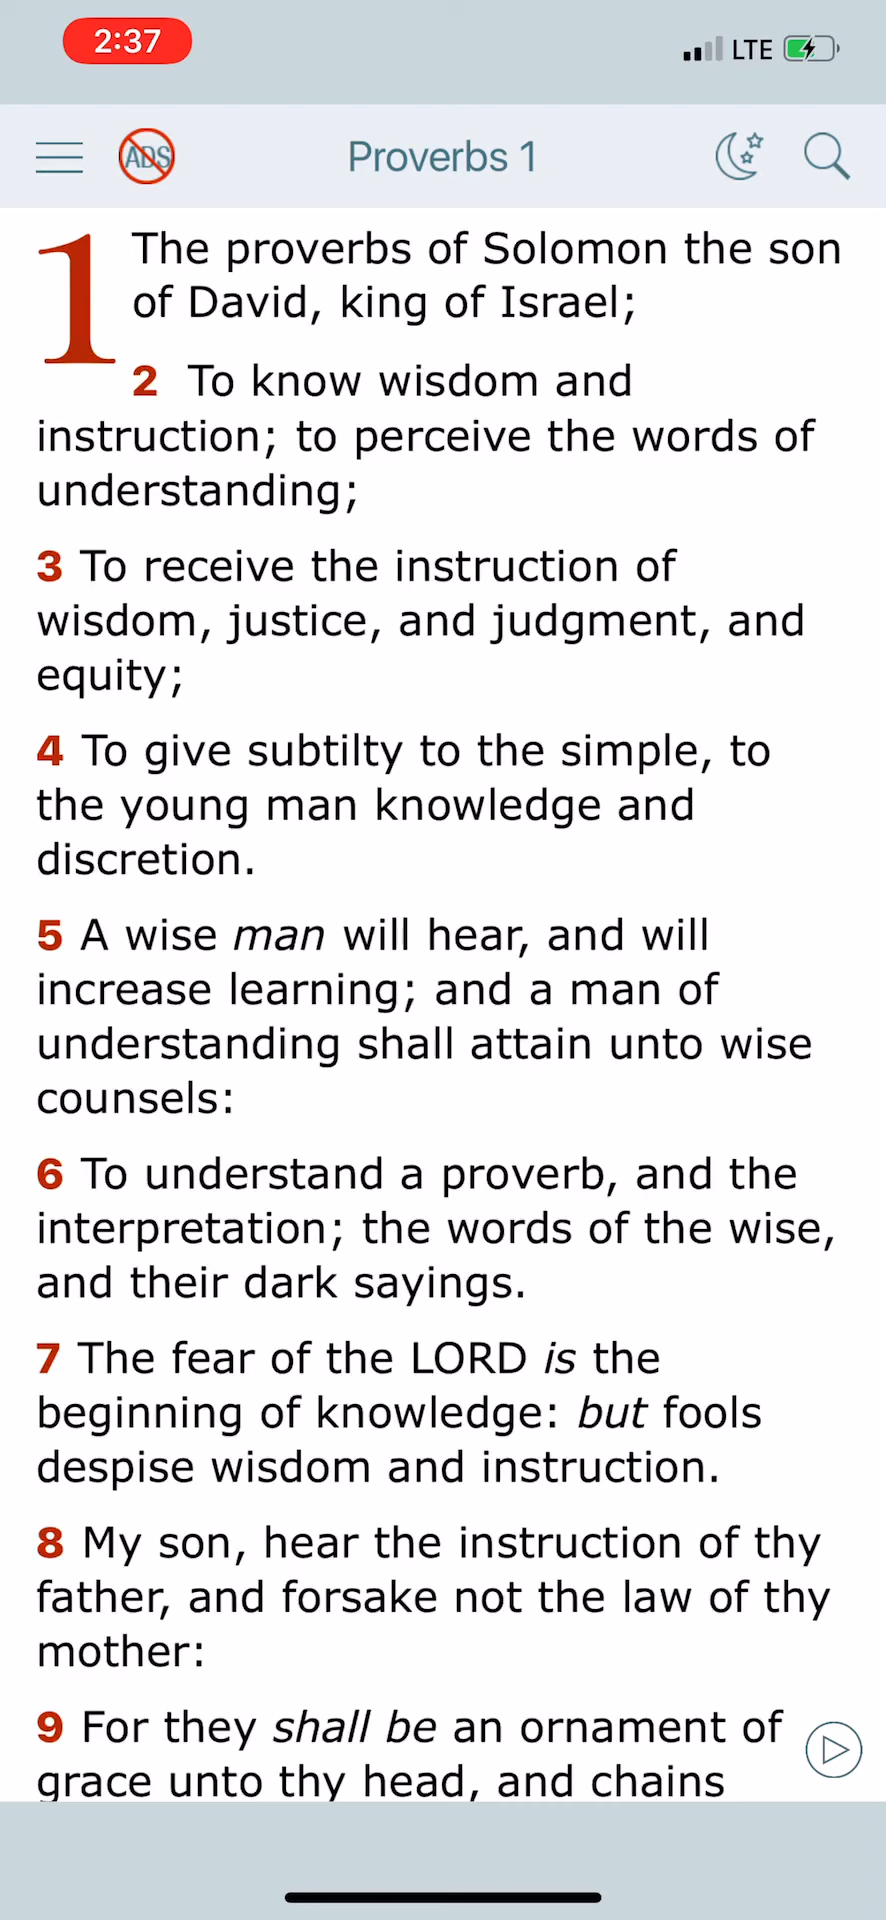 2:37
LTE
ADS
Proverbs 1
1 The proverbs of Solomon the son
of David, king of Israel;
2 To know wisdom and
instruction; to perceive the words of
understanding;
3 To receive the instruction of
wisdom, justice, and judgment, and
equity;
4 To give subtilty to the simple, to
the young man knowledge and
discretion.
5 A wise man will hear, and will
increase learning; and a man of
understanding shall attain unto wise
counsels:
6 To understand a proverb, and the
interpretation; the words of the wise,
and their dark sayings.
7 The fear of the LORD is the
beginning of knowledge: but fools
despise wisdom and instruction.
8 My son, hear the instruction of thy
father, and forsake not the law of thy
mother:
9 For they shall be an ornament of
grace unto thy head, and chains